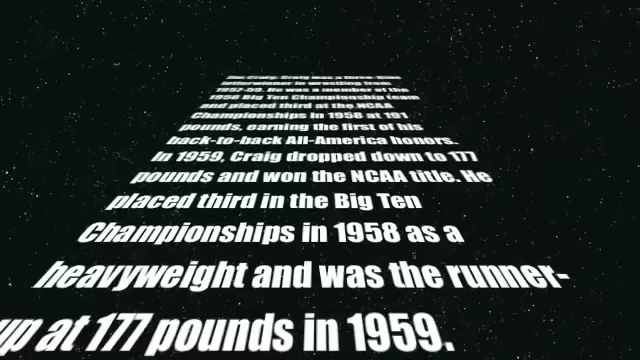 Jim Craig. Craig was a three-time
letterwinner in wrestling from
1957-59. He was a member of the
1958 Big Ten Championship team
and placed third at the NCAA
Championships in 1958 at 191
pounds, earning the first of his
back-to-back All-America honors.
In 1959, Craig dropped down to 177
pounds and won the NCAA title. He
placed third in the Big Ten
Championships in 1958 as a
heavyweight and was the runner-
up at 177 pounds in 1959.